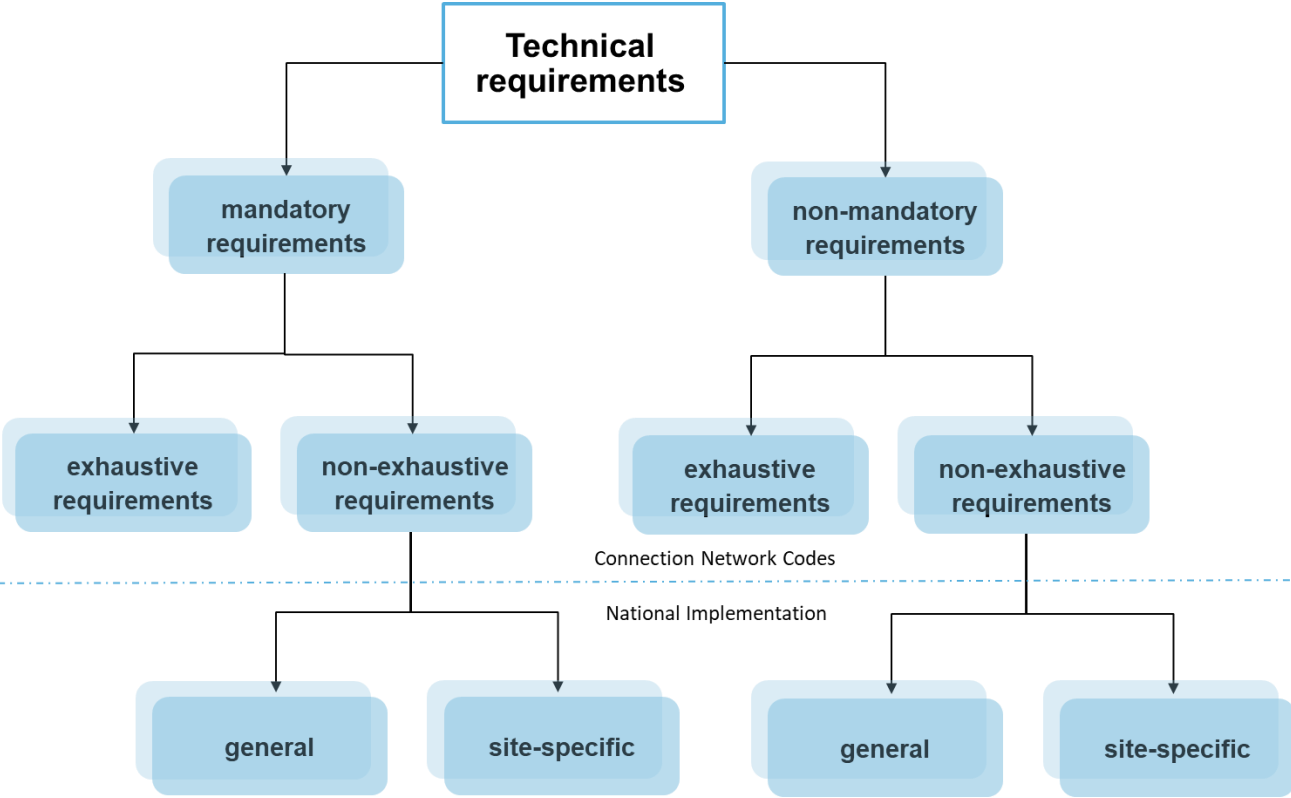 Technical
requirements
mandatory
requirements
non-mandatory
requirements
exhaustive
requirements
non-exhaustive
requirements
exhaustive
requirements
non-exhaustive
requirements
Connection Network Codes
National Implementation
general
site-specific
general
site-specific